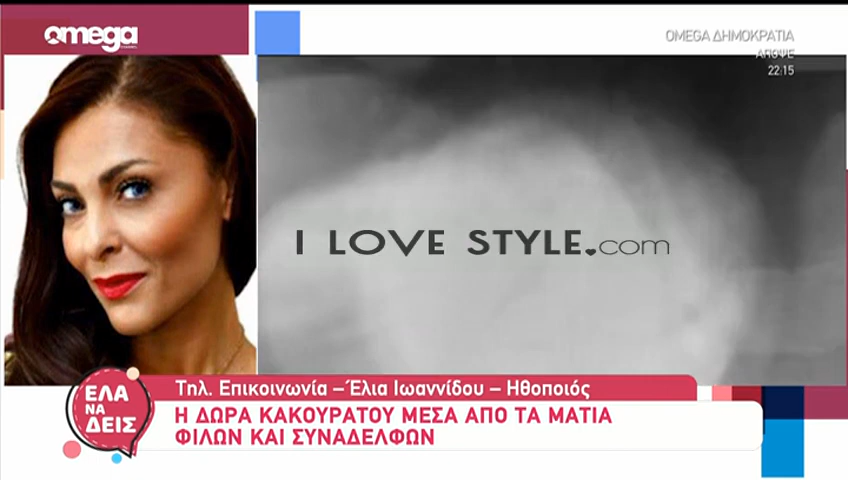 omega
CHANNEL
OMEGA ΔΗΜΟΚΡΑΤΙΑ
ΑΠΟΨΕ
22:15
I LOVE STYLE.com
ΕΛΑ
ΝΑ
ΔΕΙΣ
Τηλ. Επικοινωνία – Έλια Ιωαννίδου – Ηθοποιός
Η ΔΩΡΑ ΚΑΚΟΥΡΑΤΟΥ ΜΕΣΑ ΑΠΟ ΤΑ ΜΑΤΙΑ
ΦΙΛΩΝ ΚΑΙ ΣΥΝΑΔΕΛΦΩΝ